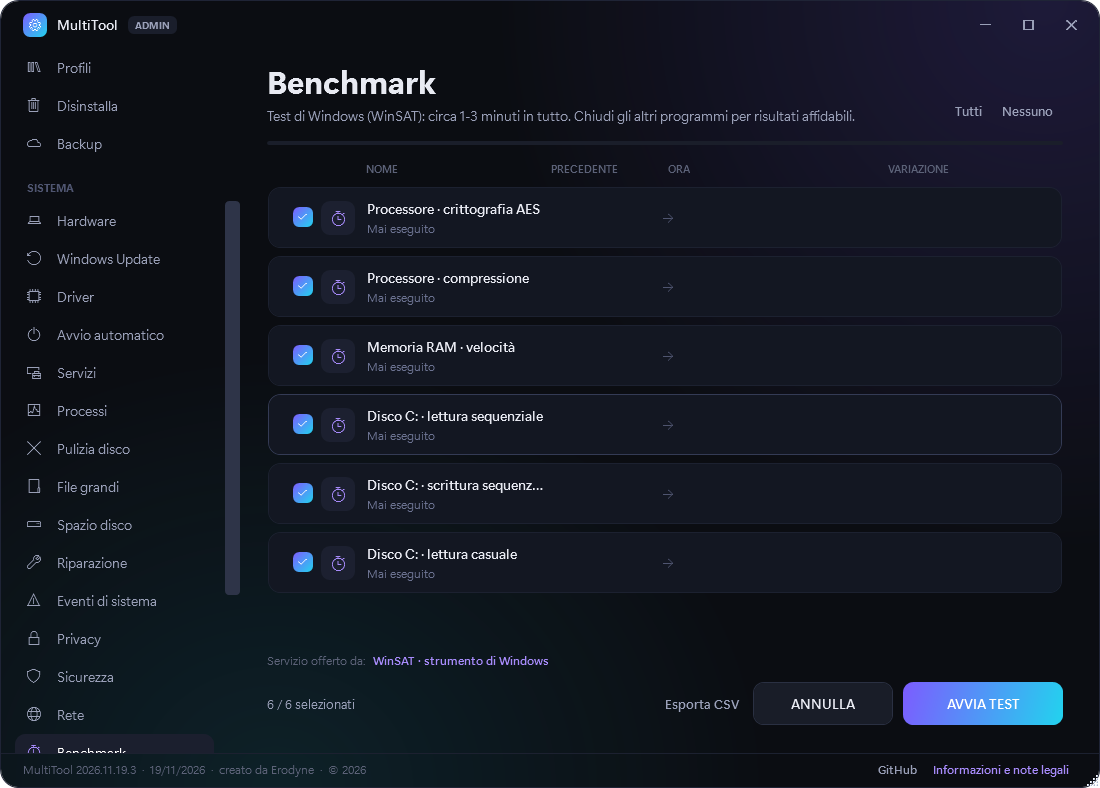 MultiTool ADMIN
Profili
Disinstalla
Backup
SISTEMA
Hardware
Windows Update
Driver
Avvio automatico
Servizi
Processi
Pulizia disco
File grandi
Spazio disco
Riparazione
Eventi di sistema
Privacy
Sicurezza
Rete
Benchmark
Benchmark
Test di Windows (WinSAT): circa 1-3 minuti in tutto. Chiudi gli altri programmi per risultati affidabili.
Tutti Nessuno
NOME PRECEDENTE ORA VARIAZIONE
Processore · crittografia AES
Mai eseguito
→
Processore · compressione
Mai eseguito
→
Memoria RAM · velocità
Mai eseguito
→
Disco C: · lettura sequenziale
Mai eseguito
→
Disco C: · scrittura sequenz...
Mai eseguito
→
Disco C: · lettura casuale
Mai eseguito
→
Servizio offerto da: WinSAT · strumento di Windows
6 / 6 selezionati
Esporta CSV ANNULLA AVVIA TEST
MultiTool 2026.11.19.3 · 19/11/2026 · creato da Erodyne · © 2026
GitHub Informazioni e note legali